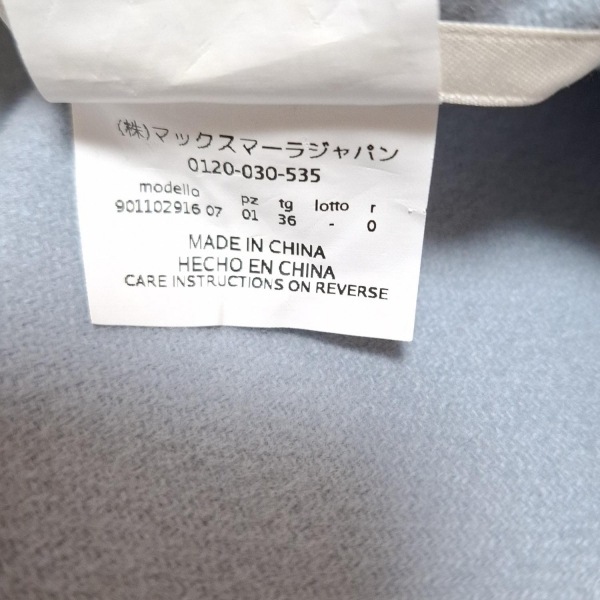 (株)マックスマーラジャパン
0120-030-535
modello pz tg lotto r
901102916 07 01 36 - 0
MADE IN CHINA
HECHO EN CHINA
CARE INSTRUCTIONS ON REVERSE